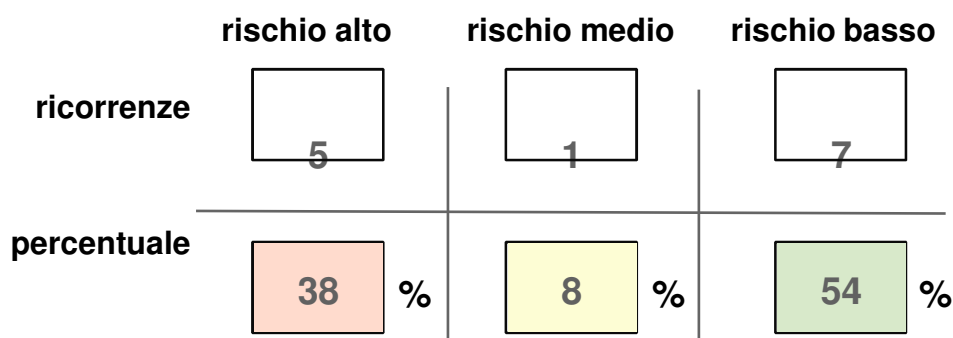 rischio alto rischio medio rischio basso
ricorrenze
5 1 7
percentuale
38 % 8 % 54 %